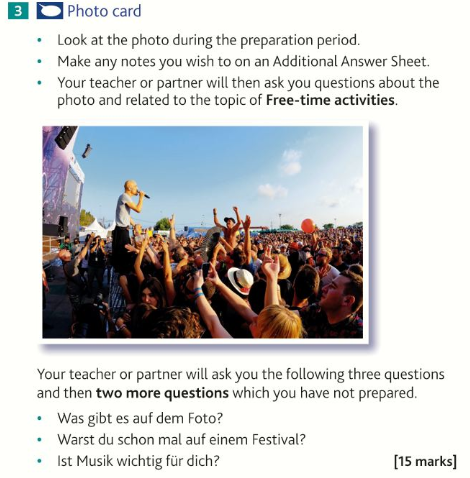 3 Photo card
• Look at the photo during the preparation period.
• Make any notes you wish to on an Additional Answer Sheet.
• Your teacher or partner will then ask you questions about the
photo and related to the topic of Free-time activities.
Your teacher or partner will ask you the following three questions
and then two more questions which you have not prepared.
• Was gibt es auf dem Foto?
• Warst du schon mal auf einem Festival?
• Ist Musik wichtig für dich? [15 marks]